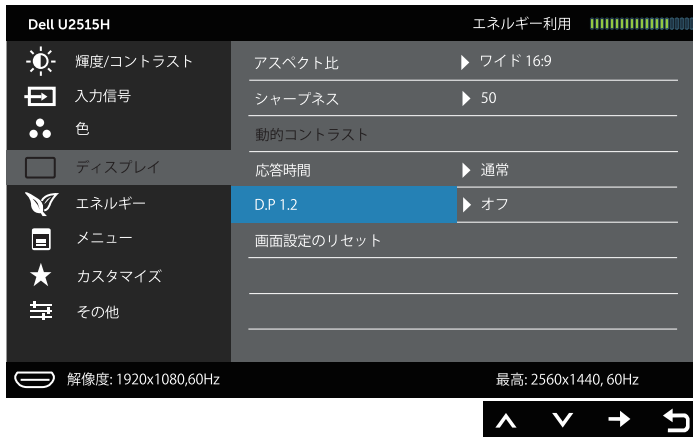 Dell U2515H エネルギー利用
輝度/コントラスト
入力信号
色
ディスプレイ
エネルギー
メニュー
カスタマイズ
その他
アスペクト比 ワイド 16:9
シャープネス 50
動的コントラスト
応答時間 通常
D.P 1.2 オフ
画面設定のリセット
解像度: 1920x1080,60Hz 最高: 2560x1440, 60Hz